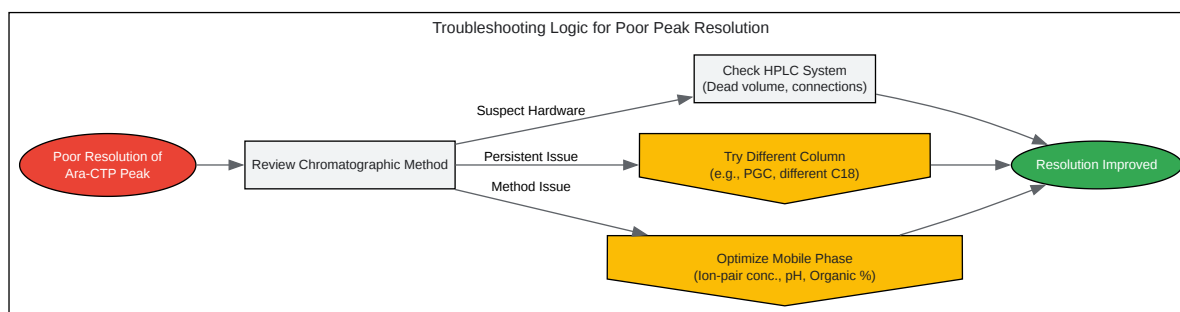 Troubleshooting Logic for Poor Peak Resolution
Poor Resolution of
Ara-CTP Peak
Review Chromatographic Method
Suspect Hardware
Persistent Issue
Method Issue
Check HPLC System
(Dead volume, connections)
Try Different Column
(e.g., PGC, different C18)
Optimize Mobile Phase
(Ion-pair conc., pH, Organic %)
Resolution Improved